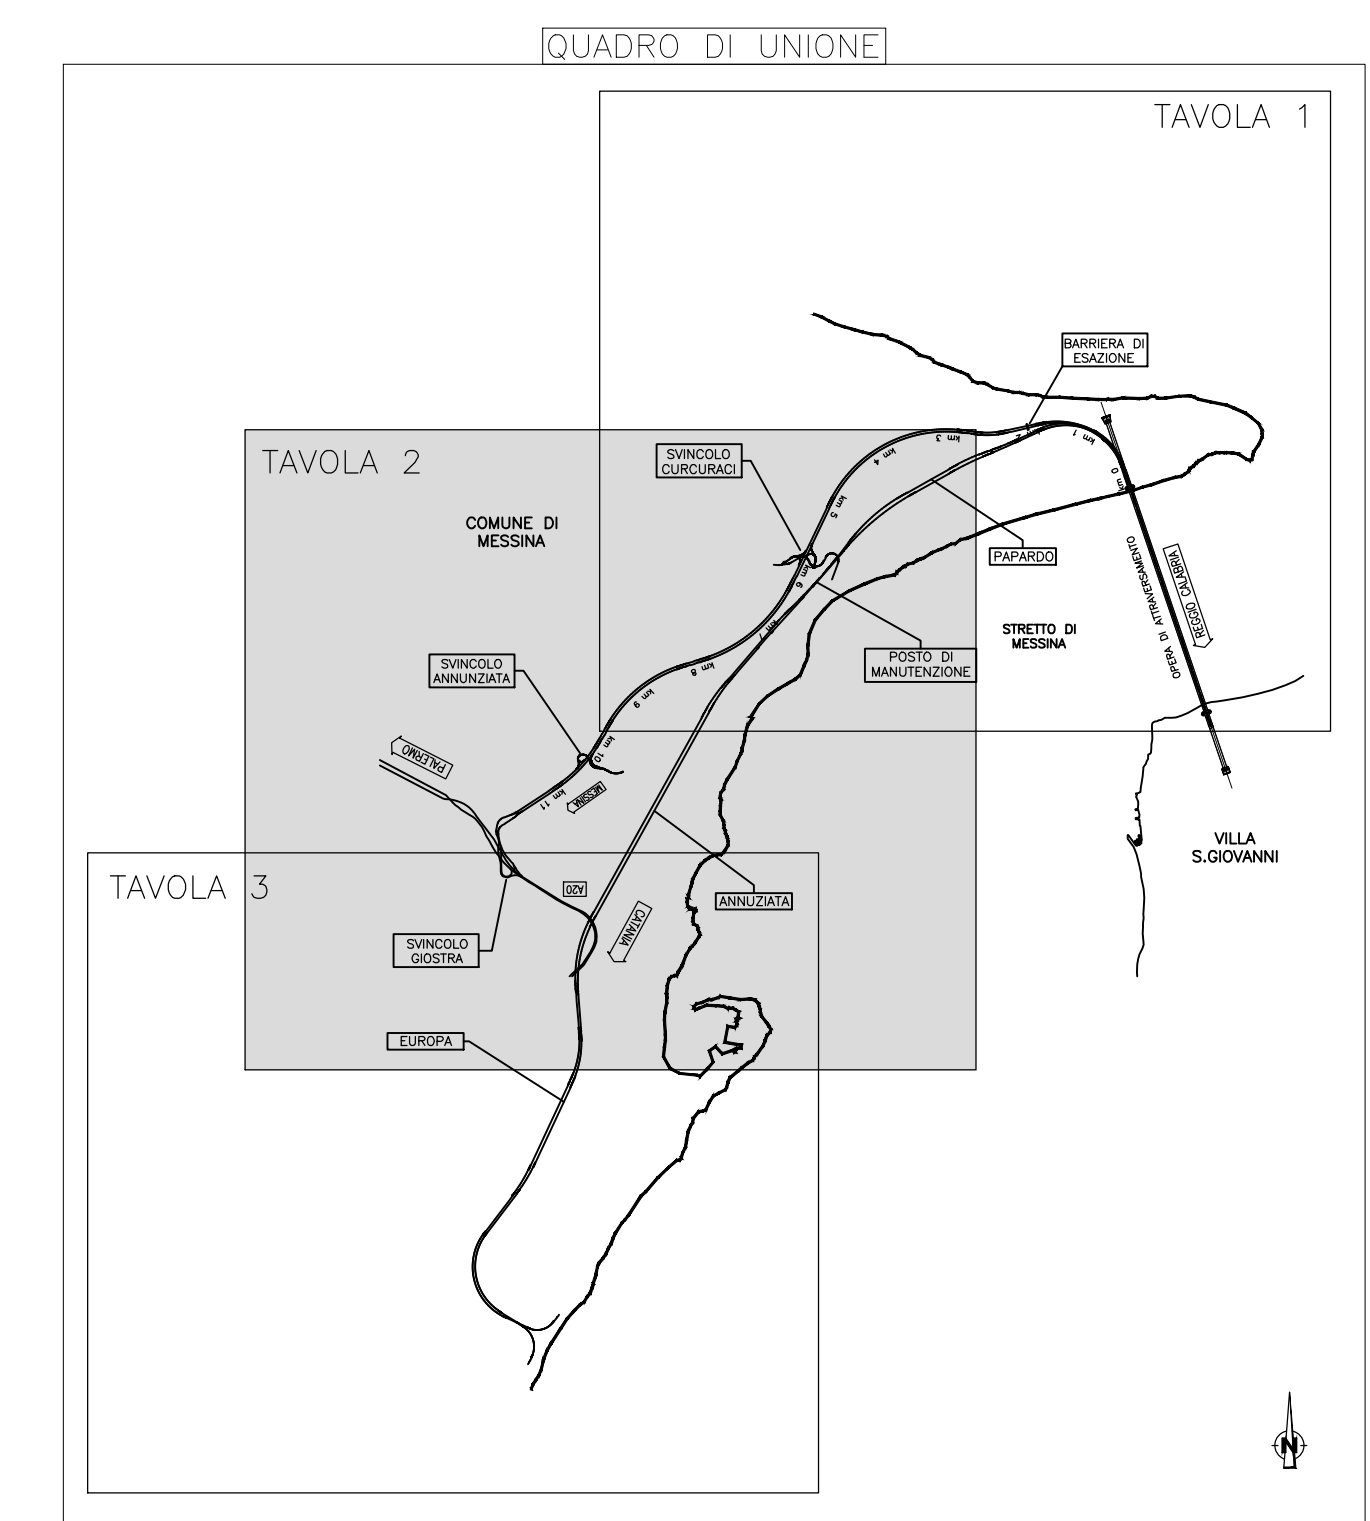 QUADRO DI UNIONE
TAVOLA 1
BARRIERA DI
ESAZIONE
TAVOLA 2
SVINCOLO
CURCURACI
COMUNE DI
MESSINA
km 0
km 1
km 2
km 3
km 4
km 5
km 6
km 7
km 8
km 9
km 10
km 11
PAPARDO
OPERA DI ATTRAVERSAMENTO
REGGIO CALABRIA
STRETTO DI
MESSINA
POSTO DI
MANUTENZIONE
SVINCOLO
ANNUNZIATA
PALERMO
MESSINA
VILLA
S.GIOVANNI
TAVOLA 3
A20
ANNUZIATA
CATANIA
SVINCOLO
GIOSTRA
EUROPA
N